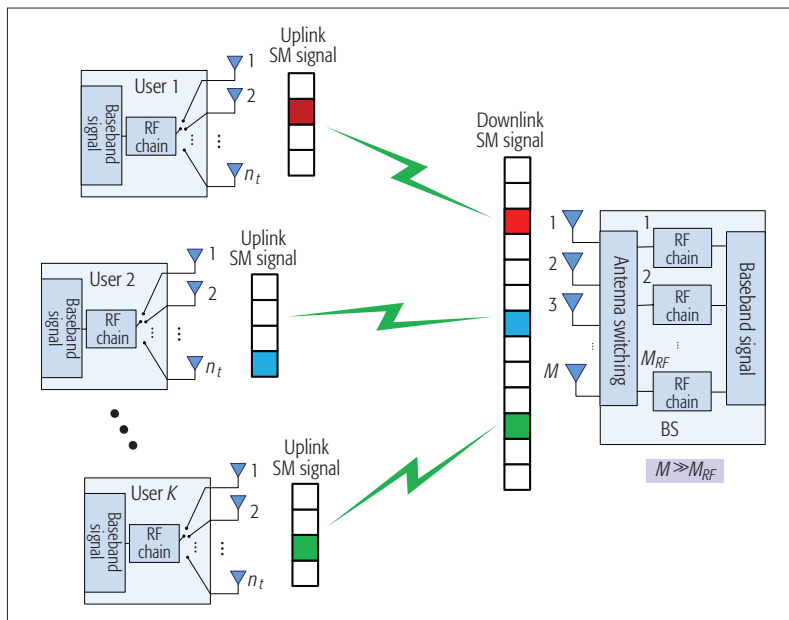 Uplink
SM signal
User 1
Baseband
signal
RF
chain
1
2
n_t
...
Downlink
SM signal
Uplink
SM signal
User 2
Baseband
signal
RF
chain
1
2
n_t
...
1
2
3
...
M
Antenna switching
1
RF
chain
2
RF
chain
...
M_RF
RF
chain
Baseband signal
BS
M≫M_RF
Uplink
SM signal
User K
Baseband
signal
RF
chain
1
2
n_t
...